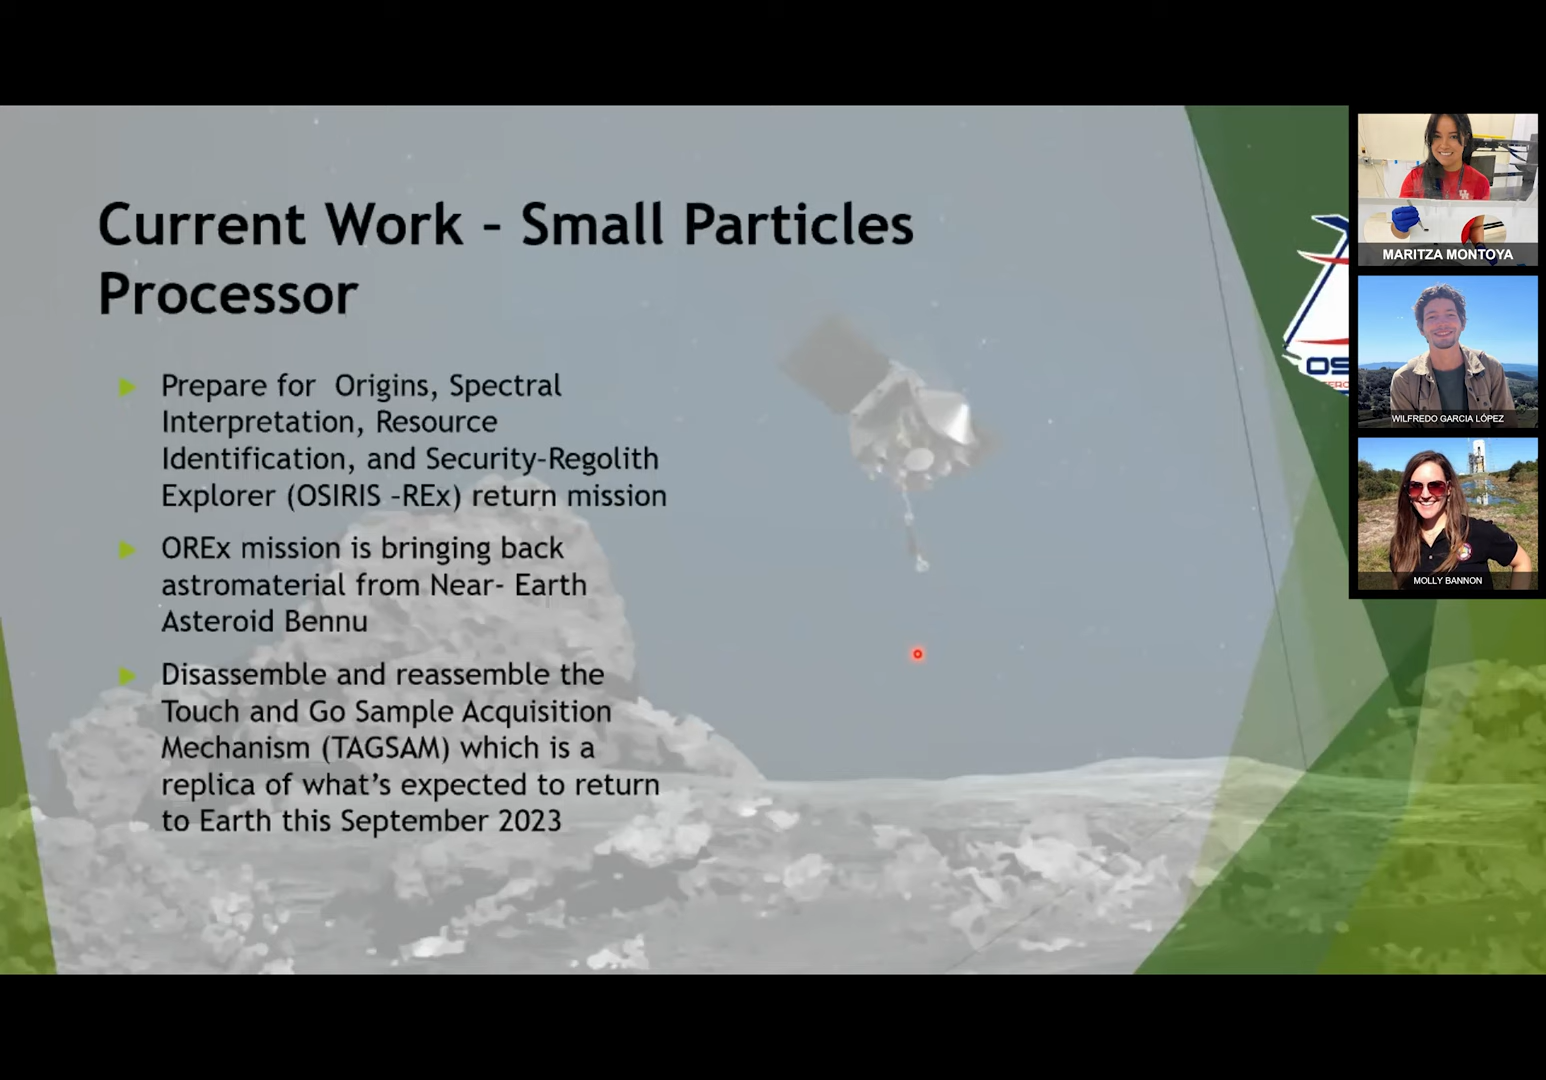 Current Work – Small Particles
Processor
Prepare for  Origins, Spectral
Interpretation, Resource
Identification, and Security-Regolith
Explorer (OSIRIS -REx) return mission
OREx mission is bringing back
astromaterial from Near- Earth
Asteroid Bennu
Disassemble and reassemble the
Touch and Go Sample Acquisition
Mechanism (TAGSAM) which is a
replica of what’s expected to return
to Earth this September 2023
OS
MARITZA MONTOYA
WILFREDO GARCIA LÓPEZ
MOLLY BANNON